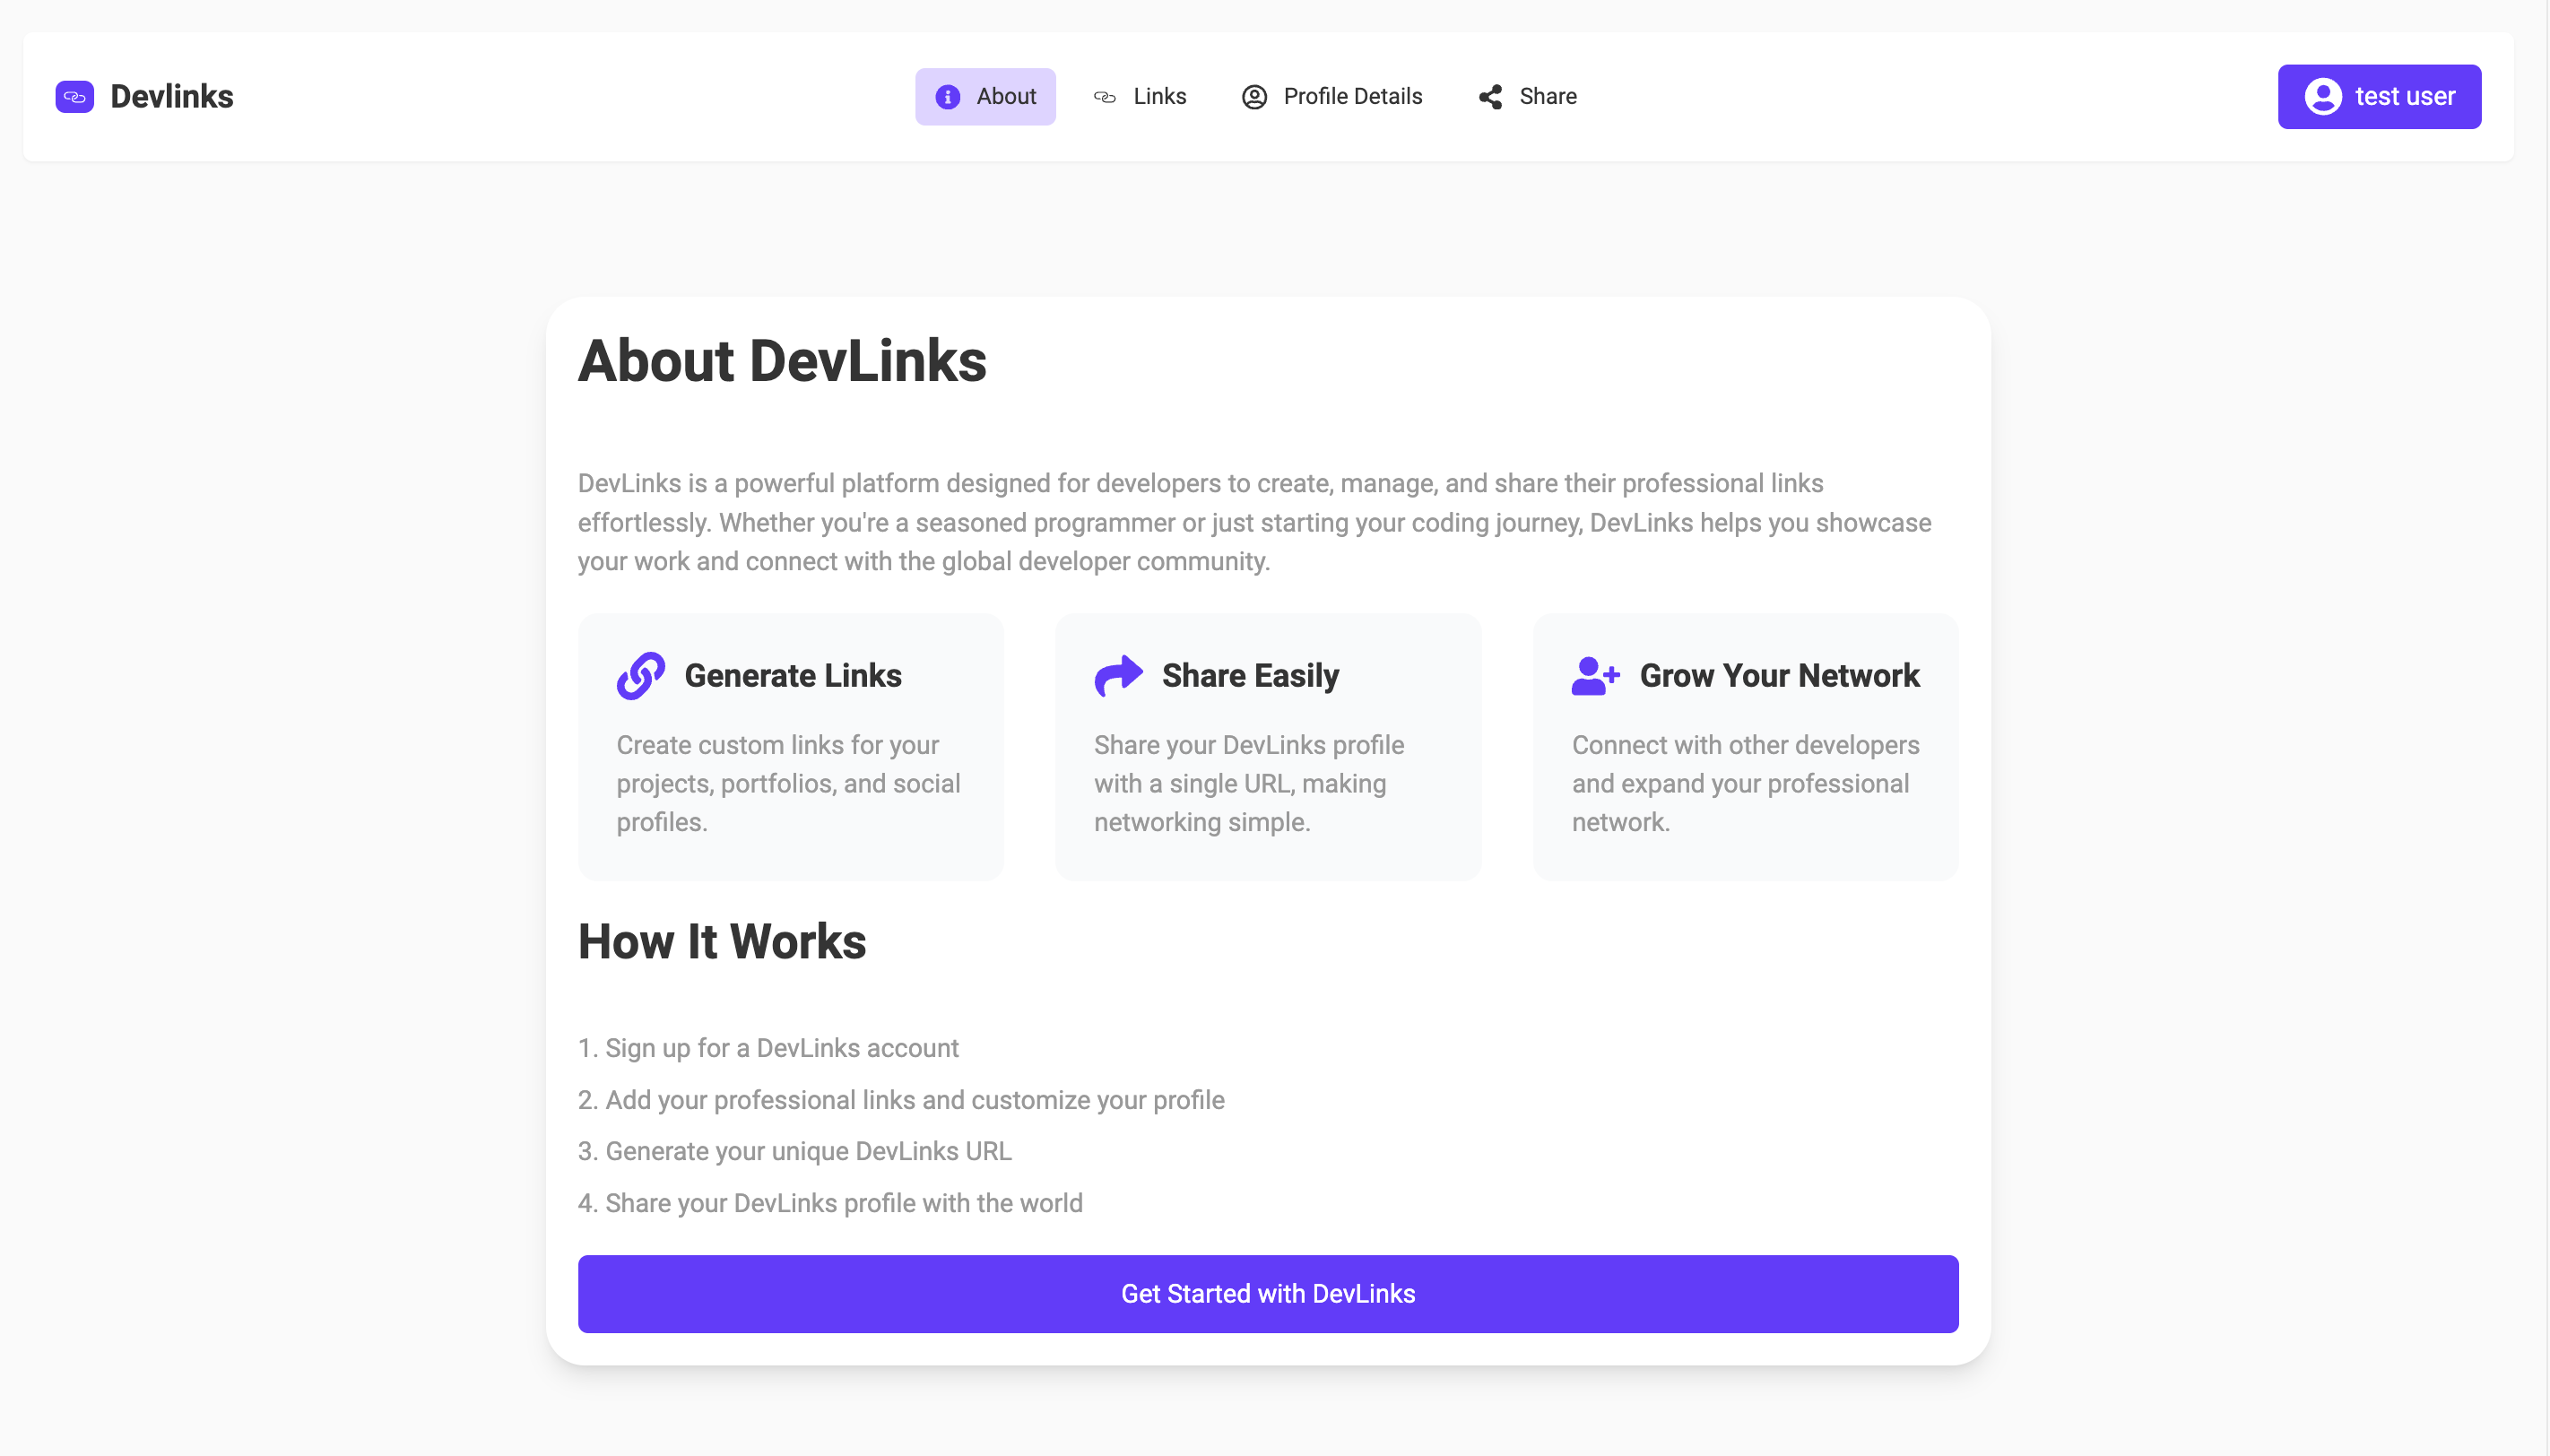 Devlinks
About
Links
Profile Details
Share
test user
About DevLinks
DevLinks is a powerful platform designed for developers to create, manage, and share their professional links
effortlessly. Whether you're a seasoned programmer or just starting your coding journey, DevLinks helps you showcase
your work and connect with the global developer community.
Generate Links
Create custom links for your
projects, portfolios, and social
profiles.
Share Easily
Share your DevLinks profile
with a single URL, making
networking simple.
Grow Your Network
Connect with other developers
and expand your professional
network.
How It Works
1. Sign up for a DevLinks account
2. Add your professional links and customize your profile
3. Generate your unique DevLinks URL
4. Share your DevLinks profile with the world
Get Started with DevLinks